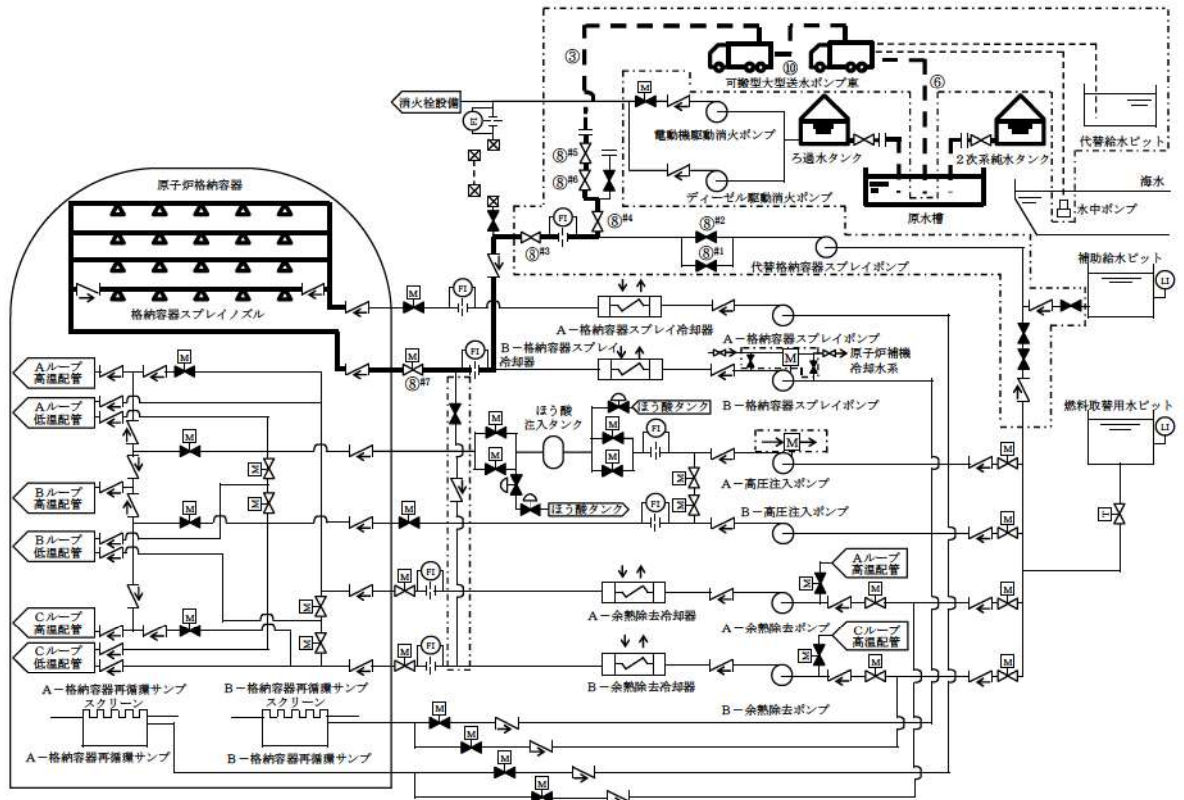 ③
⑩
⑥
可搬型大型送水ポンプ車
消火栓設備
FI
M
電動機駆動消火ポンプ
ろ過水タンク
2次系純水タンク
代替給水ピット
海水
⑧#5
⑧#6
ディーゼル駆動消火ポンプ
原水槽
水中ポンプ
原子炉格納容器
⑧#4
FI
⑧#3
⑧#2
⑧#1
代替格納容器スプレイポンプ
補助給水ピット
LI
M
FI
格納容器スプレイノズル
A-格納容器スプレイ冷却器
A-格納容器スプレイポンプ
B-格納容器スプレイ
冷却器
M
原子炉補機
冷却水系
M
FI
⑧#7
B-格納容器スプレイポンプ
Aループ
高温配管
M
Aループ
低温配管
ほう酸
注入タンク
ほう酸タンク
燃料取替用水ピット
LI
M
M
M
M
FI
M
M
M
A-高圧注入ポンプ
M
Bループ
高温配管
M
M
M
ほう酸タンク
FI
M
B-高圧注入ポンプ
M
T
Bループ
低温配管
M
M
Aループ
高温配管
M
FI
M
M
M
A-余熱除去冷却器
A-余熱除去ポンプ
Cループ
高温配管
M
M
M
FI
Cループ
高温配管
M
M
M
Cループ
低温配管
B-余熱除去冷却器
B-余熱除去ポンプ
A-格納容器再循環サンプ
スクリーン
B-格納容器再循環サンプ
スクリーン
M
M
A-格納容器再循環サンプ
B-格納容器再循環サンプ
M
M